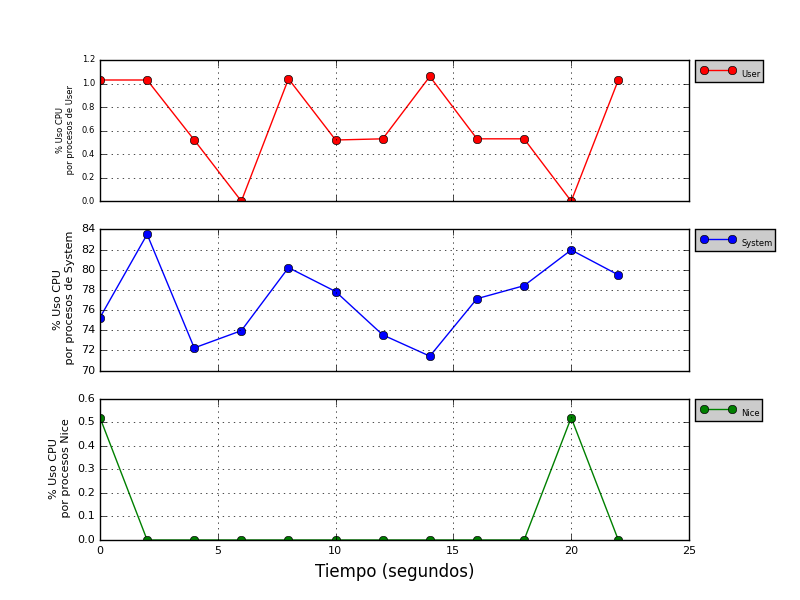 1.2
1.0
0.8
0.6
0.4
0.2
0.0
% Uso CPU
por procesos de User
User
84
82
80
78
76
74
72
70
% Uso CPU
por procesos de System
System
0.6
0.5
0.4
0.3
0.2
0.1
0.0
% Uso CPU
por procesos Nice
Nice
0 5 10 15 20 25
Tiempo (segundos)